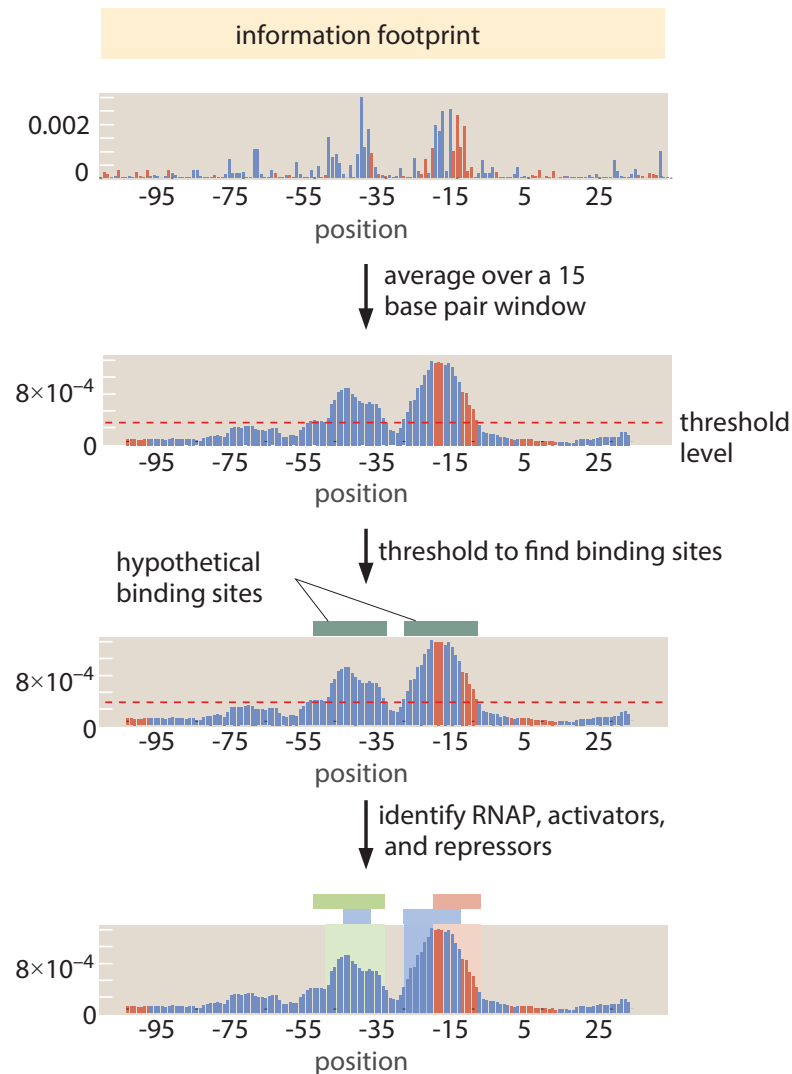 information footprint
0.002
0
-95 -75 -55 -35 -15 5 25
position
average over a 15
base pair window
8×10⁻⁴
0
threshold
level
-95 -75 -55 -35 -15 5 25
position
threshold to find binding sites
hypothetical
binding sites
8×10⁻⁴
0
-95 -75 -55 -35 -15 5 25
position
identify RNAP, activators,
and repressors
8×10⁻⁴
0
-95 -75 -55 -35 -15 5 25
position